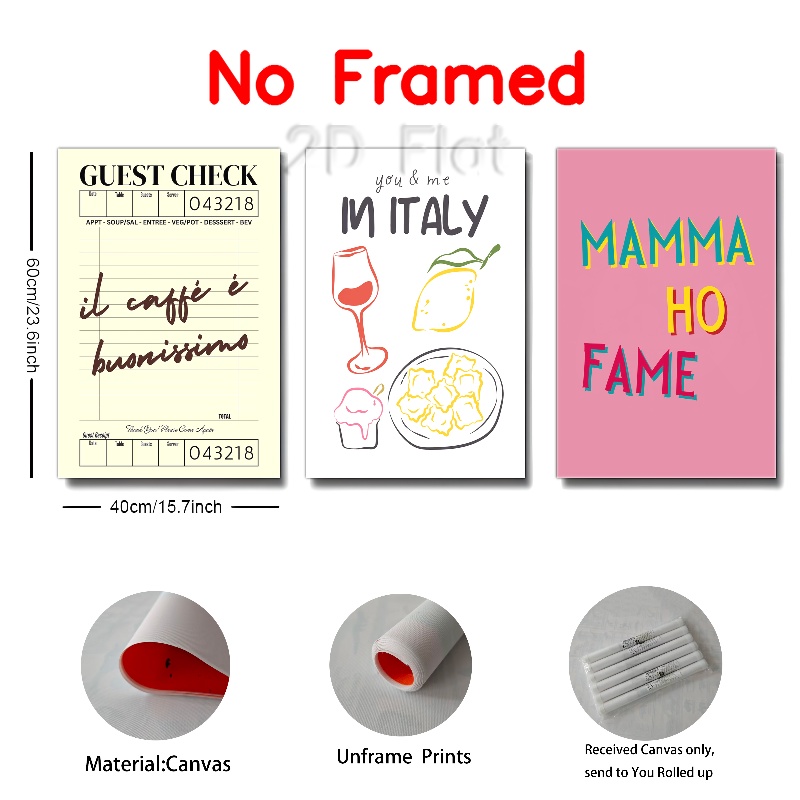 No Framed
2D Flat
60cm/23.6inch
GUEST CHECK
Date Table Guests Server 043218
APPT - SOUP/SAL - ENTREE - VEG/POT - DESSSERT - BEV
il caffé é
buonissimo
TOTAL
Thank You! Please Come Again
Guest Receipt
Date Table Guests Server 043218
40cm/15.7inch
you & me
IN ITALY
MAMMA
HO
FAME
Material:Canvas
Unframe Prints
Received Canvas only,
send to You Rolled up